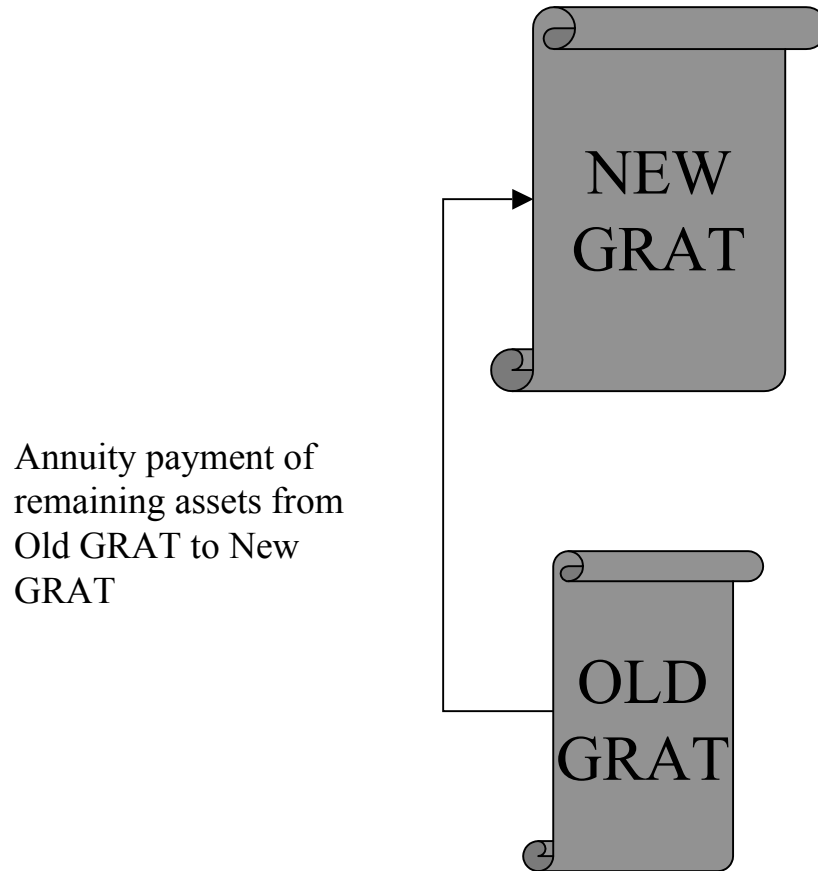 NEW
GRAT
Annuity payment of
remaining assets from
Old GRAT to New
GRAT
OLD
GRAT